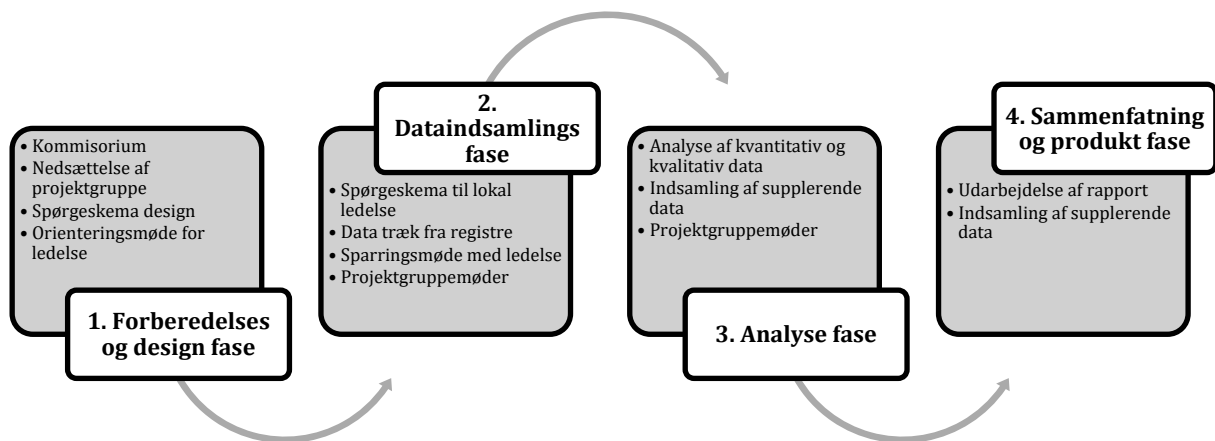 • Kommisorium
• Nedsættelse af
projektgruppe
• Spørgeskema design
• Orienteringsmøde for
ledelse
1. Forberedelses
og design fase
2.
Dataindsamlings
fase
• Spørgeskema til lokal
ledelse
• Data træk fra registre
• Sparringsmøde med ledelse
• Projektgruppemøder
• Analyse af kvantitativ og
kvalitativ data
• Indsamling af supplerende
data
• Projektgruppemøder
3. Analyse fase
4. Sammenfatning
og produkt fase
• Udarbejdelse af rapport
• Indsamling af supplerende
data